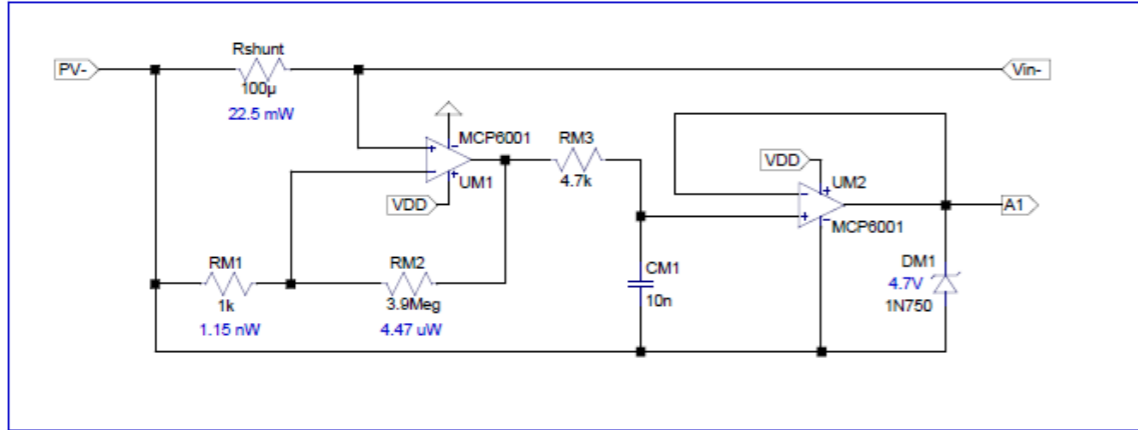 Rshunt
PV-
Vin-
100µ
22.5 mW
MCP6001
RM3
VDD
UM1
4.7k
VDD
UM2
MCP6001
A1
RM1
RM2
CM1
DM1
1k
3.9Meg
10n
4.7V
1N750
1.15 nW
4.47 uW